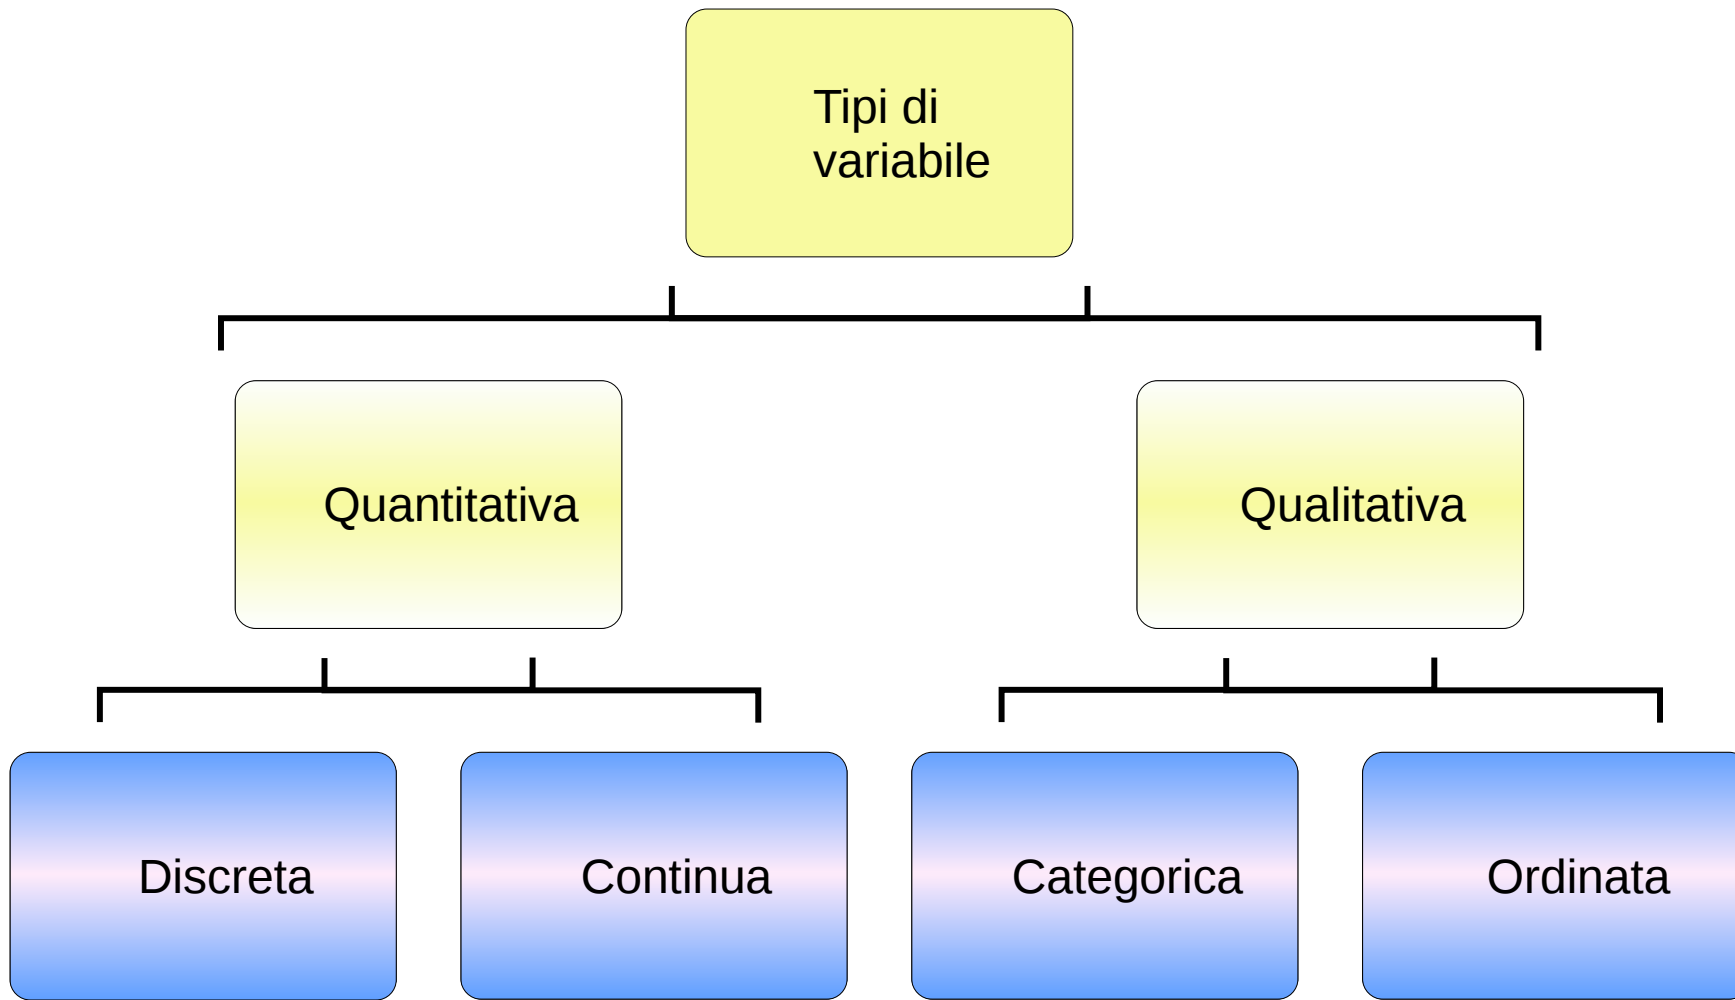 Tipi di
variabile
Quantitativa
Qualitativa
Discreta
Continua
Categorica
Ordinata